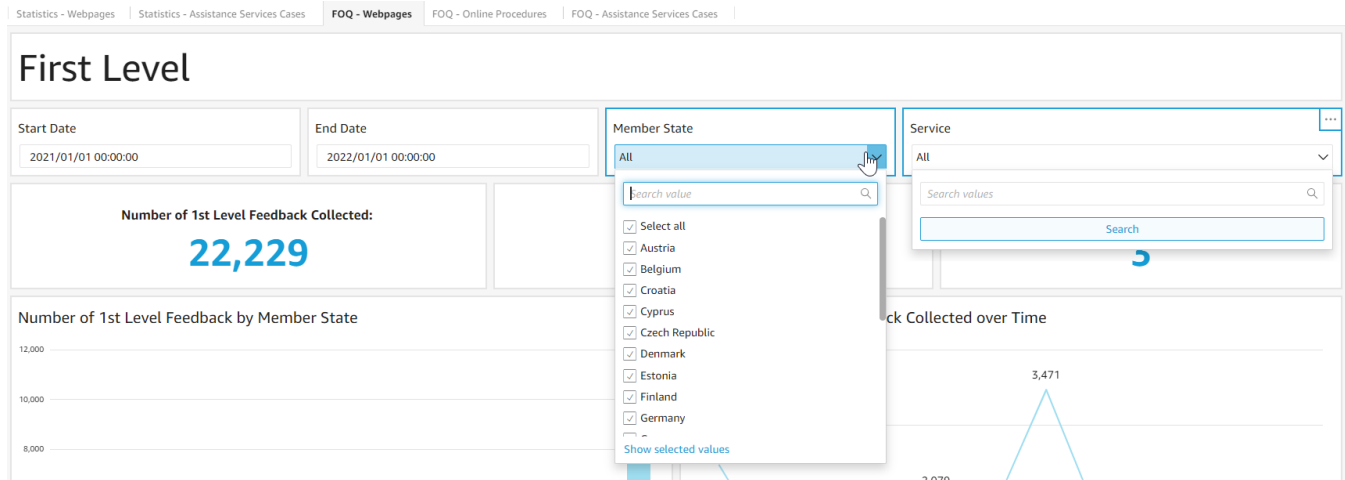 Statistics - Webpages
Statistics - Assistance Services Cases
FOQ - Webpages
FOQ - Online Procedures
FOQ - Assistance Services Cases
First Level
Start Date
2021/01/01 00:00:00
End Date
2022/01/01 00:00:00
Member State
All
Search value
Select all
Austria
Belgium
Croatia
Cyprus
Czech Republic
Denmark
Estonia
Finland
Germany
Show selected values
Service
All
Search values
Search
Number of 1st Level Feedback Collected:
22,229
Number of 1st Level Feedback by Member State
12,000
10,000
8,000
ck Collected over Time
3,471